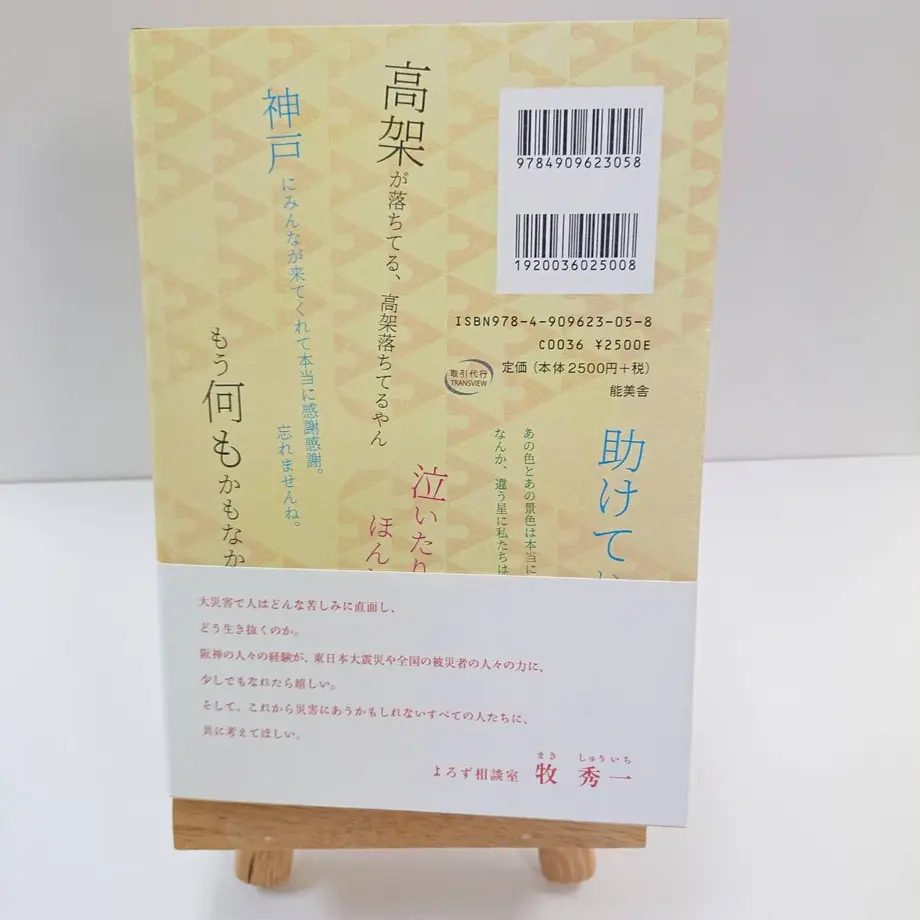 9784909623058
1920036025008
ISBN978-4-909623-05-8
C0036 ¥2500E
定価（本体2500円+税）
能美舎
取引代行
TRANSVIEW
助けて
あの色とあの景色は本当に
なんか、違う星に私たちは
高架が落ちてる、高架落ちてるやん
泣いたり
ほん
神戸にみんなが来てくれて本当に感謝感謝。
忘れませんね。
もう何もかもなか
大災害で人はどんな苦しみに直面し、
どう生き抜くのか。
阪神の人々の経験が、東日本大震災や全国の被災者の人々の力に、
少しでもなれたら嬉しい。
そして、これから災害にあうかもしれないすべての人たちに、
共に考えてほしい。
まき しゅういち
よろず相談室 牧 秀一